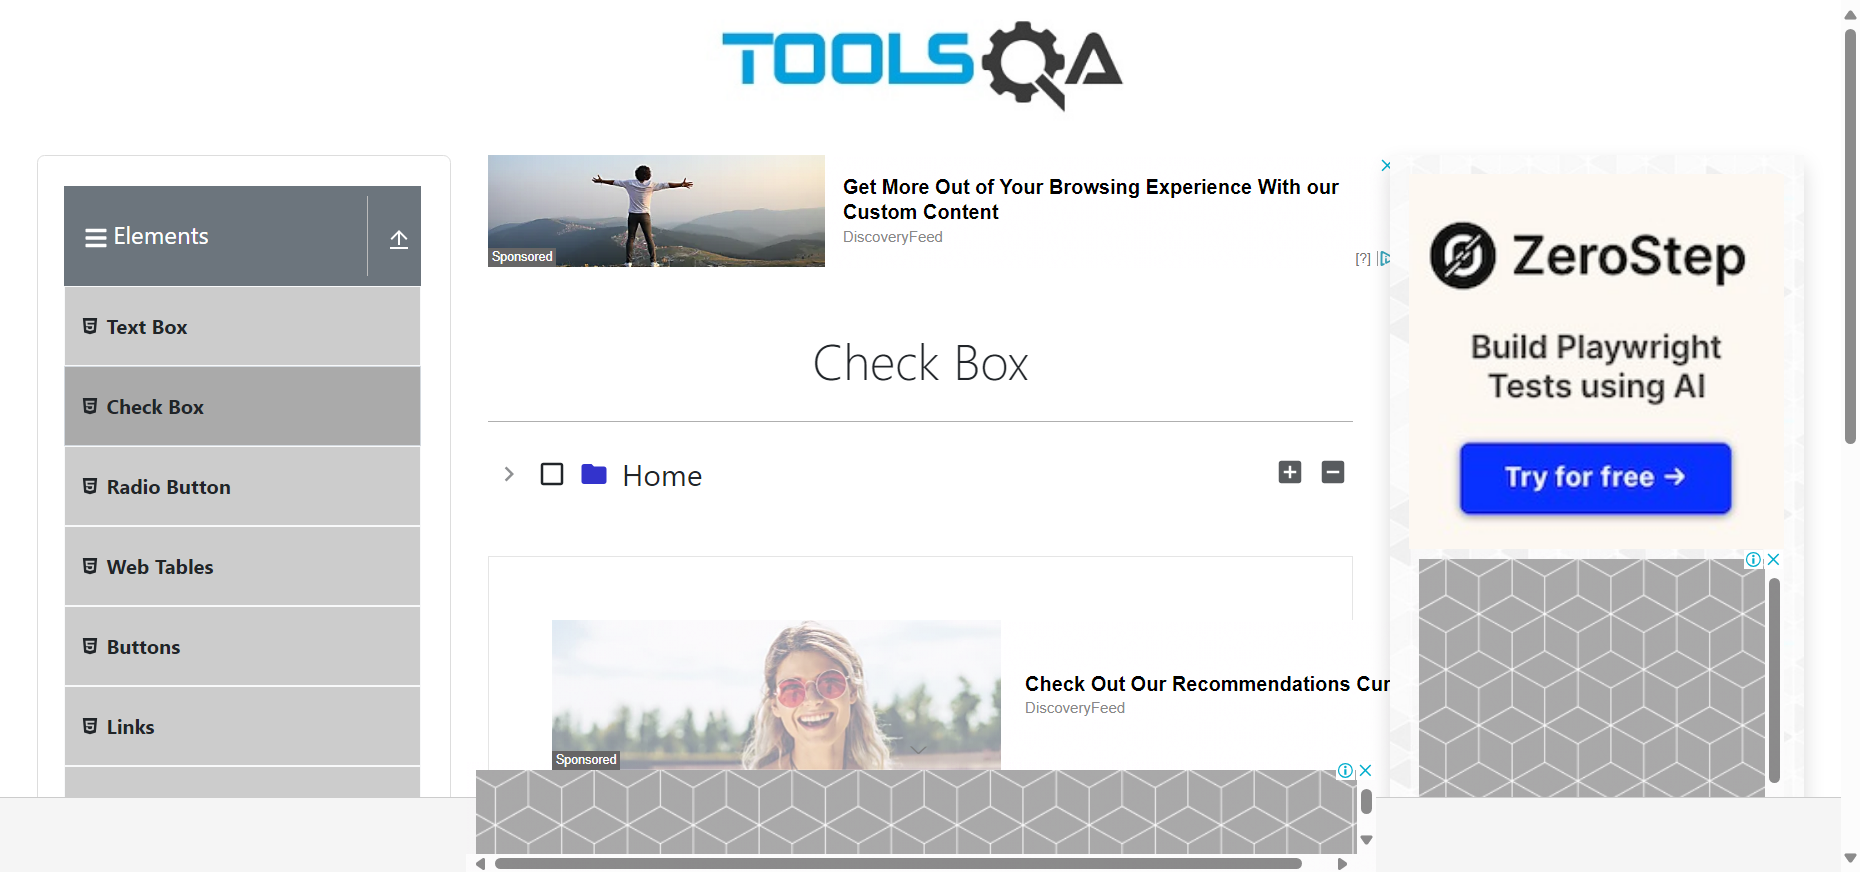 TOOLSQA
Elements
Text Box
Check Box
Radio Button
Web Tables
Buttons
Links
Sponsored
Get More Out of Your Browsing Experience With our
Custom Content
DiscoveryFeed
[?]
Check Box
Home
Sponsored
Check Out Our Recommendations Cur
DiscoveryFeed
ZeroStep
Build Playwright
Tests using AI
Try for free →